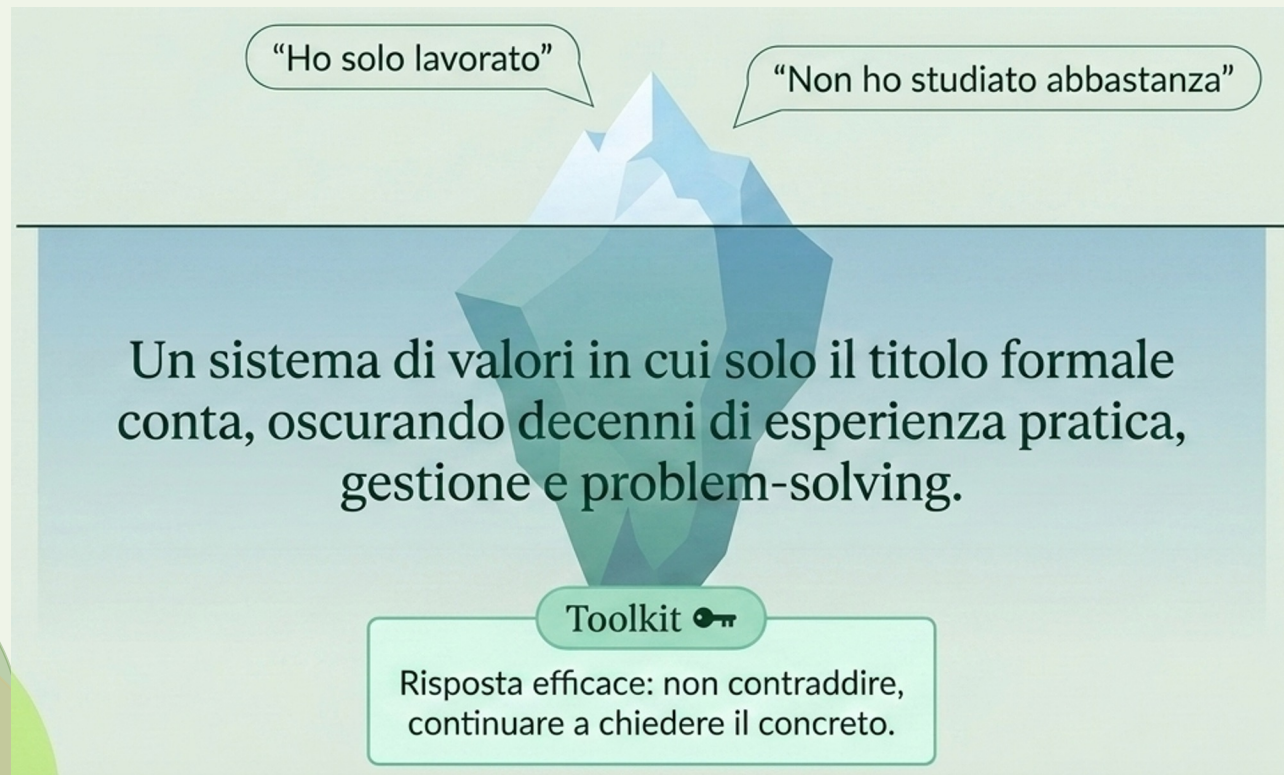 “Ho solo lavorato”
“Non ho studiato abbastanza”
Un sistema di valori in cui solo il titolo formale
conta, oscurando decenni di esperienza pratica,
gestione e problem-solving.
Toolkit
Risposta efficace: non contraddire,
continuare a chiedere il concreto.